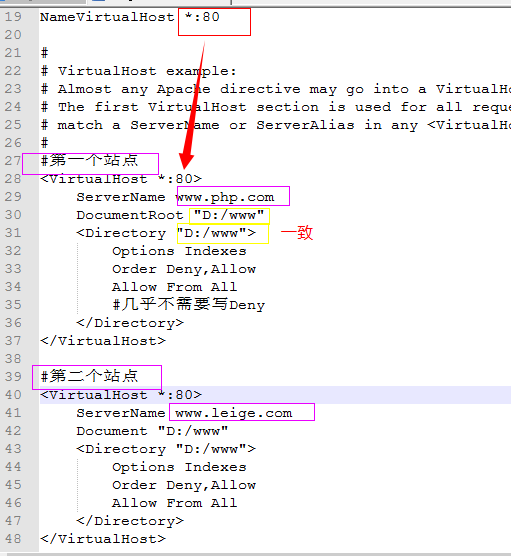 19 NameVirtualHost *:80
20
21 #
22 # VirtualHost example:
23 # Almost any Apache directive may go into a VirtualHo
24 # The first VirtualHost section is used for all reque
25 # match a ServerName or ServerAlias in any <VirtualHo
26 #
27 #第一个站点
28 <VirtualHost *:80>
29 ServerName www.php.com
30 DocumentRoot "D:/www"
31 <Directory "D:/www"> 一致
32 Options Indexes
33 Order Deny,Allow
34 Allow From All
35 #几乎不需要写Deny
36 </Directory>
37 </VirtualHost>
38
39 #第二个站点
40 <VirtualHost *:80>
41 ServerName www.leige.com
42 Document "D:/www"
43 <Directory "D:/www">
44 Options Indexes
45 Order Deny,Allow
46 Allow From All
47 </Directory>
48 </VirtualHost>